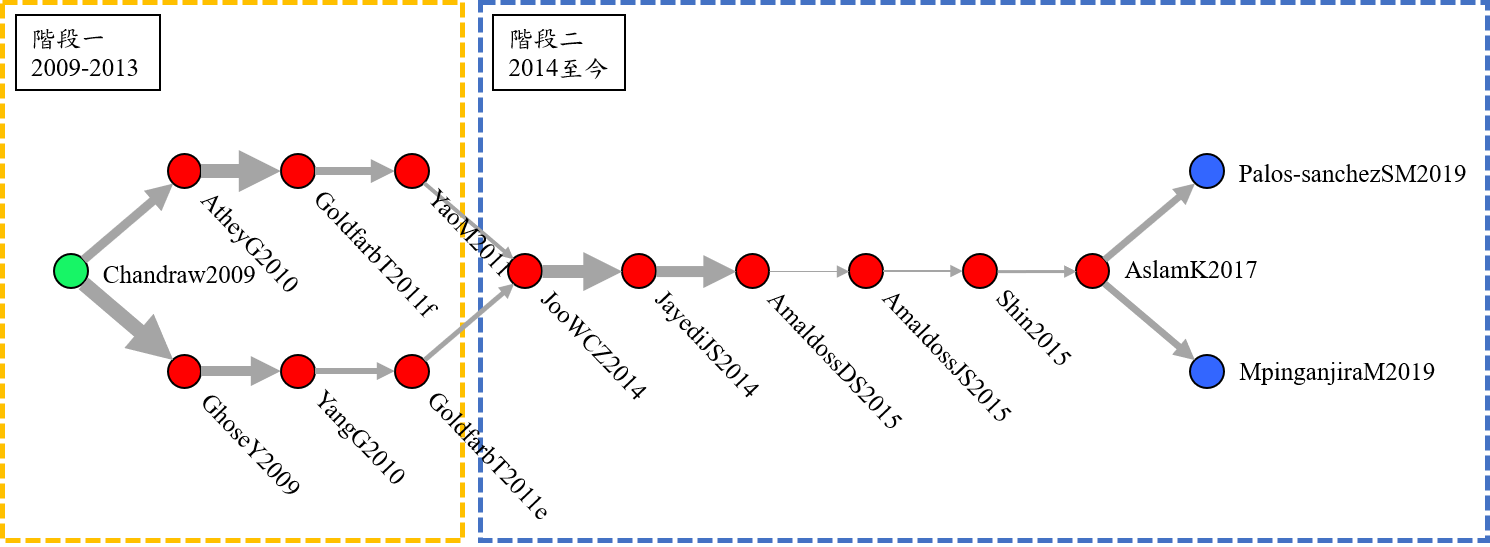 階段一
2009-2013
階段二
2014至今
Chandraw2009
AtheyG2010
GoldfarbT2011f
YaoM2011
GhoseY2009
YangG2010
GoldfarbT2011e
JooWCZ2014
JayediJS2014
AmaldossDS2015
AmaldossJS2015
Shin2015
AslamK2017
Palos-sanchezSM2019
MpinganjiraM2019